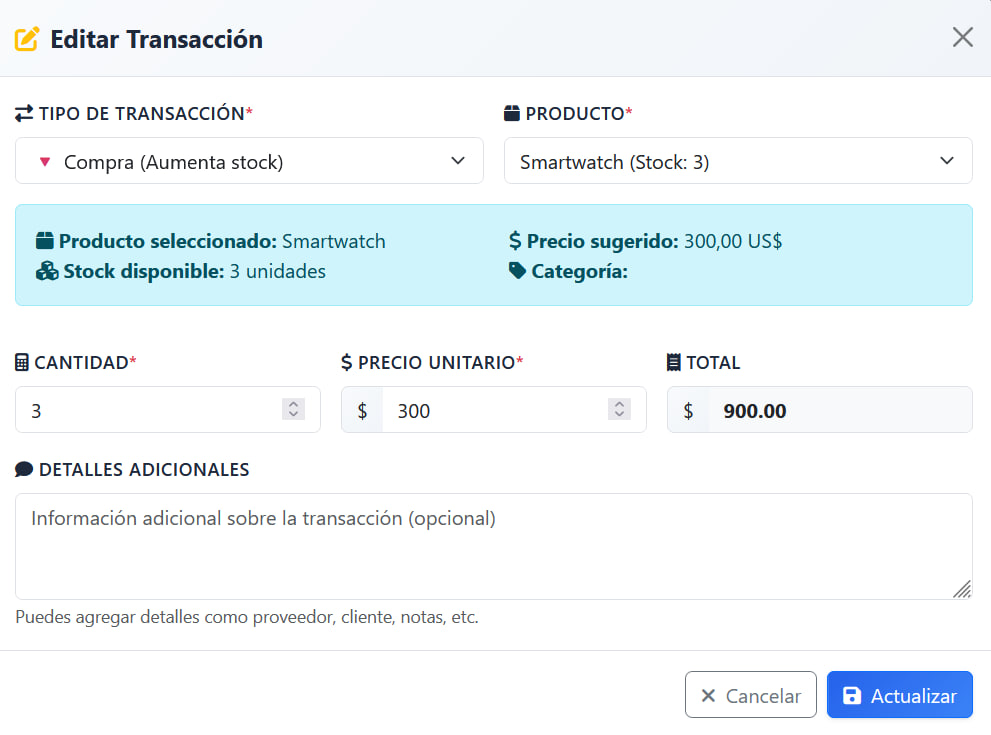 Editar Transacción
TIPO DE TRANSACCIÓN*
PRODUCTO*
Compra (Aumenta stock)
Smartwatch (Stock: 3)
Producto seleccionado: Smartwatch
Precio sugerido: 300,00 US$
Stock disponible: 3 unidades
Categoría:
CANTIDAD*
PRECIO UNITARIO*
TOTAL
3
$ 300
$ 900.00
DETALLES ADICIONALES
Información adicional sobre la transacción (opcional)
Puedes agregar detalles como proveedor, cliente, notas, etc.
Cancelar
Actualizar